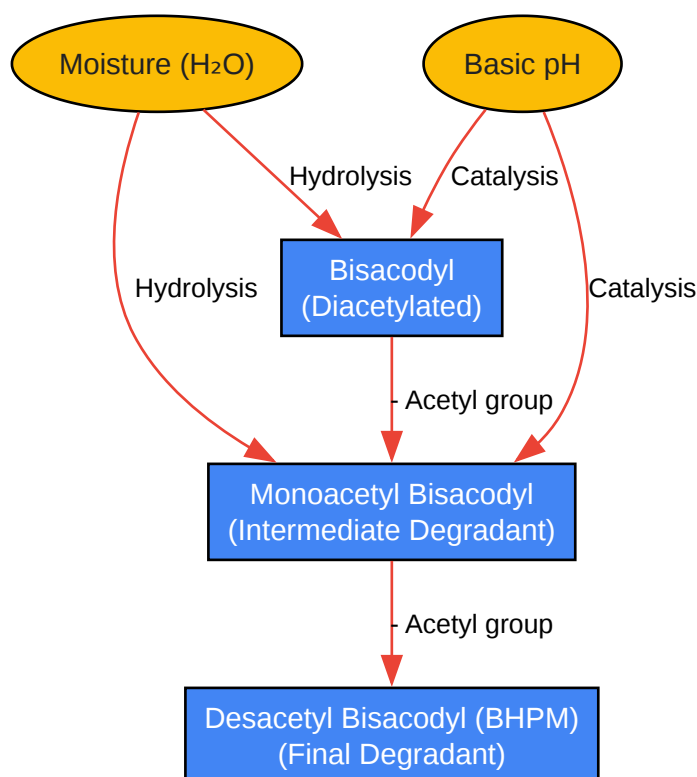 Moisture (H₂O)
Basic pH
Hydrolysis
Catalysis
Bisacodyl
(Diacetylated)
Hydrolysis
Catalysis
- Acetyl group
Monoacetyl Bisacodyl
(Intermediate Degradant)
- Acetyl group
Desacetyl Bisacodyl (BHPM)
(Final Degradant)